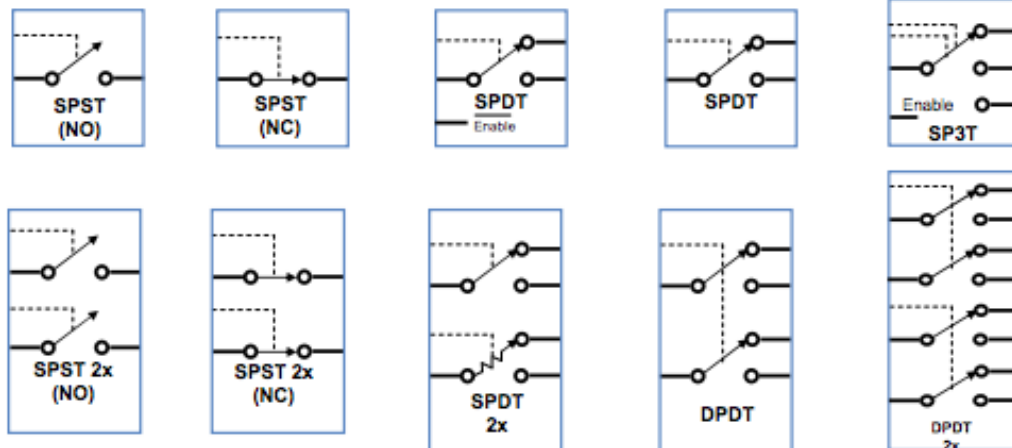 SPST
(NO)
SPST
(NC)
SPDT
Enable
SPDT
Enable
SP3T
SPST 2x
(NO)
SPST 2x
(NC)
SPDT
2x
DPDT
DPDT
2x